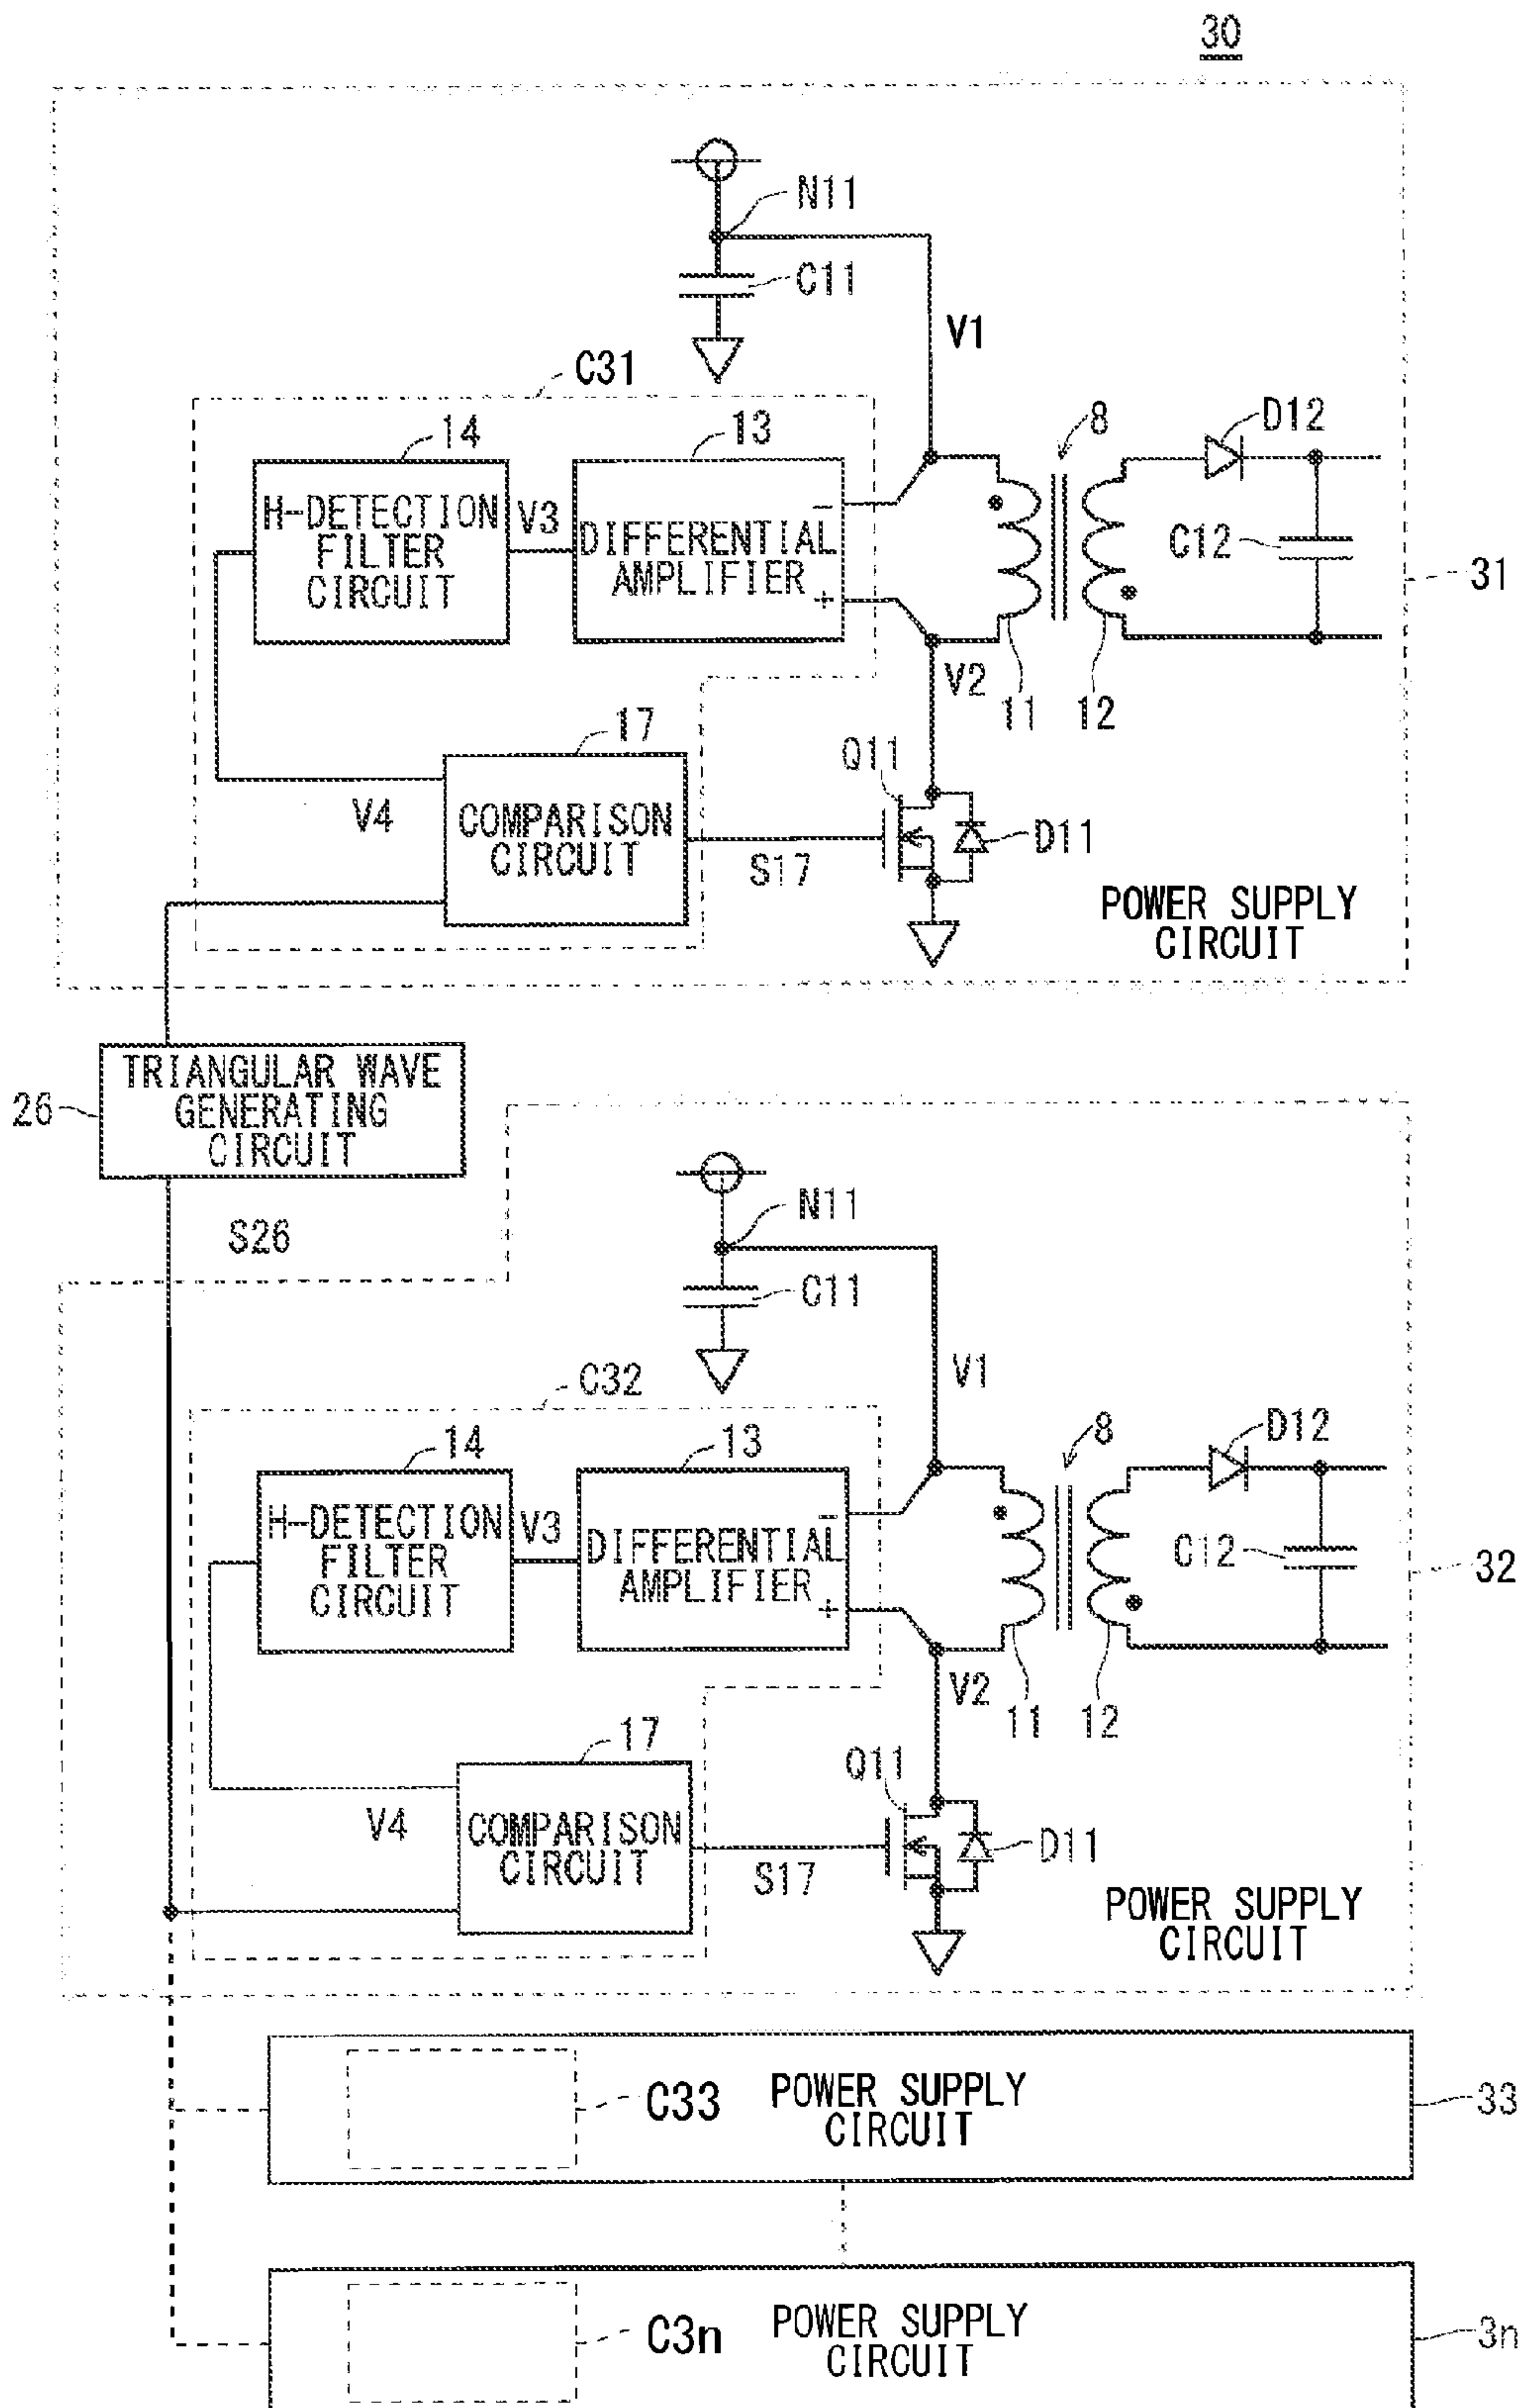 30
N11
C11
V1
C31
14
13
8
D12
H-DETECTION
FILTER
CIRCUIT
V3
DIFFERENTIAL
AMPLIFIER
−
+
C12
31
V2
11
12
17
Q11
V4
COMPARISON
CIRCUIT
S17
D11
POWER SUPPLY
CIRCUIT
26
TRIANGULAR WAVE
GENERATING
CIRCUIT
S26
N11
C11
V1
C32
14
13
8
D12
H-DETECTION
FILTER
CIRCUIT
V3
DIFFERENTIAL
AMPLIFIER
−
+
C12
32
V2
11
12
17
Q11
V4
COMPARISON
CIRCUIT
S17
D11
POWER SUPPLY
CIRCUIT
C33
POWER SUPPLY
CIRCUIT
33
C3n
POWER SUPPLY
CIRCUIT
3n